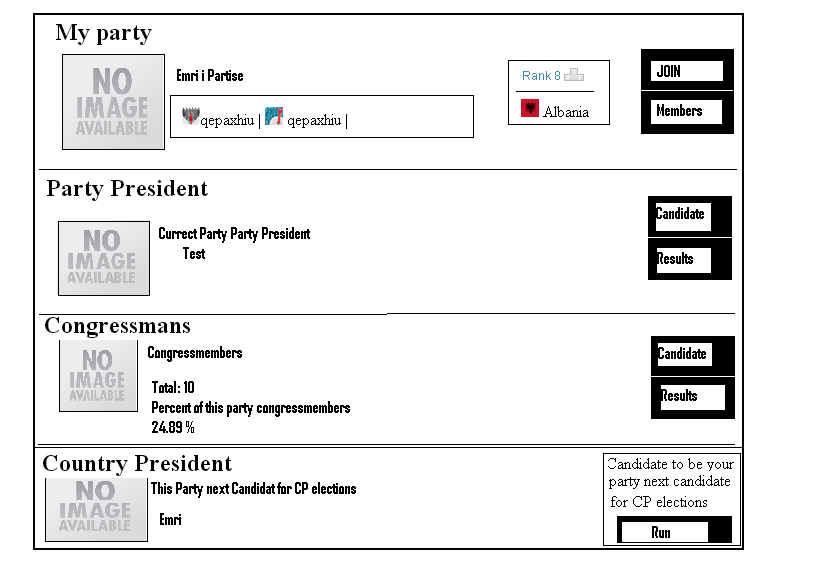 My party
NO
IMAGE
AVAILABLE
Emri i Partise
qepaxhiu | qepaxhiu |
Rank 8
Albania
JOIN
Members
Party President
NO
IMAGE
AVAILABLE
Currect Party Party President
Test
Candidate
Results
Congressmans
NO
IMAGE
AVAILABLE
Congressmembers
Total: 10
Percent of this party congressmembers
24.89 %
Candidate
Results
Country President
NO
IMAGE
AVAILABLE
This Party next Candidat for CP elections
Emri
Candidate to be your
party next candidate
for CP elections
Run